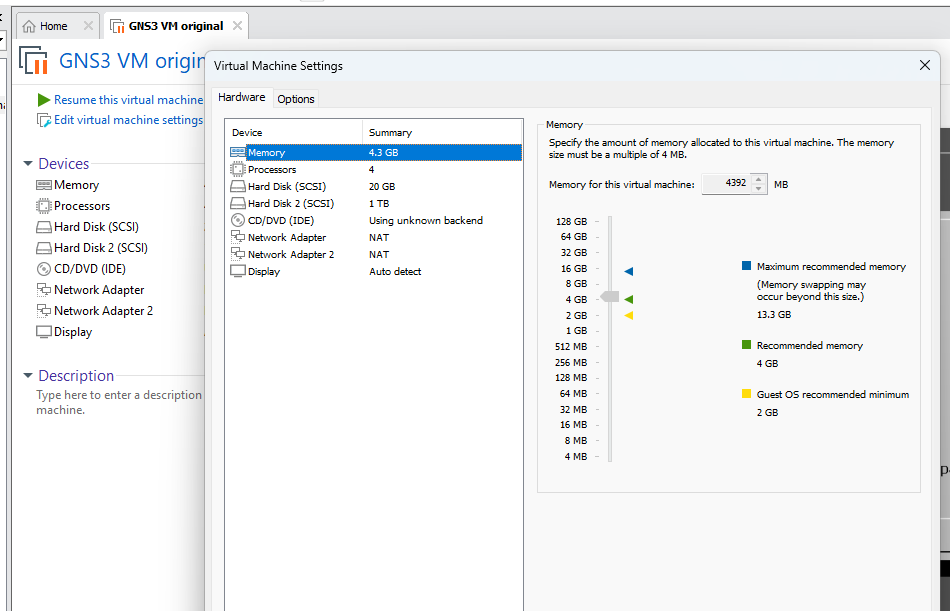 Home
GNS3 VM original
GNS3 VM origin
Resume this virtual machine
Edit virtual machine settings
Devices
Memory
Processors
Hard Disk (SCSI)
Hard Disk 2 (SCSI)
CD/DVD (IDE)
Network Adapter
Network Adapter 2
Display
Description
Type here to enter a description
machine.
Virtual Machine Settings
Hardware
Options
Device Summary
Memory 4.3 GB
Processors 4
Hard Disk (SCSI) 20 GB
Hard Disk 2 (SCSI) 1 TB
CD/DVD (IDE) Using unknown backend
Network Adapter NAT
Network Adapter 2 NAT
Display Auto detect
Memory
Specify the amount of memory allocated to this virtual machine. The memory
size must be a multiple of 4 MB.
Memory for this virtual machine: 4392 MB
128 GB
64 GB
32 GB
16 GB
8 GB
4 GB
2 GB
1 GB
512 MB
256 MB
128 MB
64 MB
32 MB
16 MB
8 MB
4 MB
Maximum recommended memory
(Memory swapping may
occur beyond this size.)
13.3 GB
Recommended memory
4 GB
Guest OS recommended minimum
2 GB